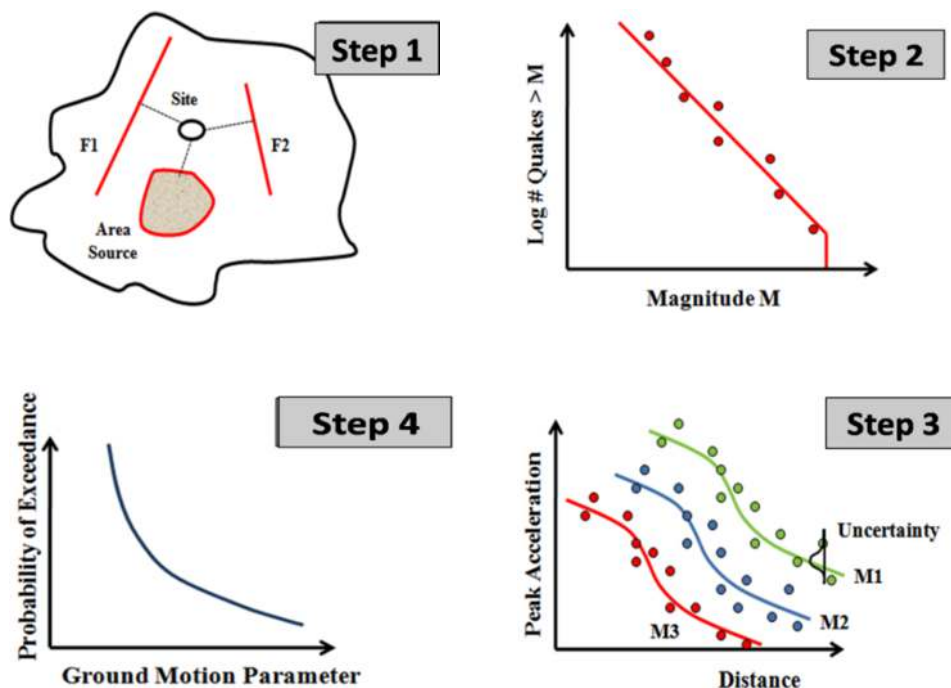 Step 1
Site
F1
F2
Area
Source
Step 2
Log # Quakes > M
Magnitude M
Step 4
Probability of Exceedance
Ground Motion Parameter
Step 3
Peak Acceleration
Uncertainty
M1
M2
M3
Distance